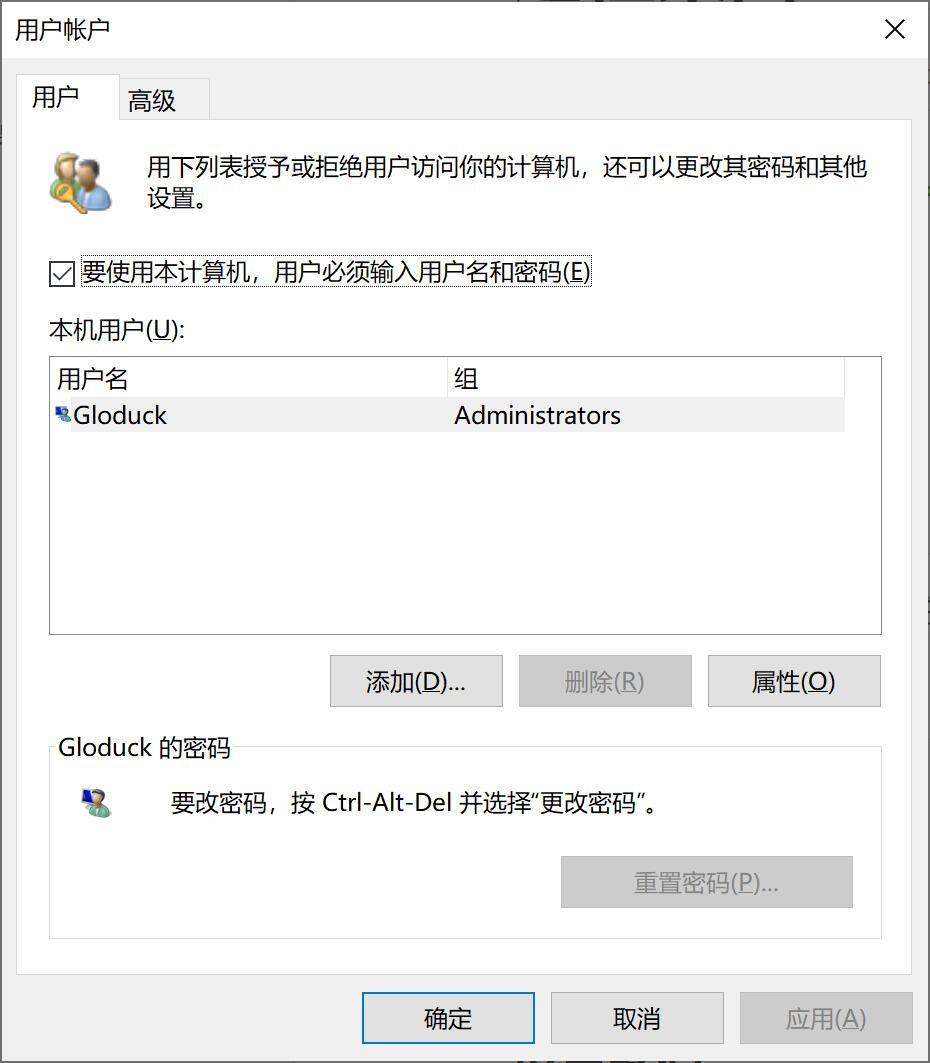 用户帐户
用户
高级
用下列表授予或拒绝用户访问你的计算机，还可以更改其密码和其他
设置。
要使用本计算机，用户必须输入用户名和密码(E)
本机用户(U):
用户名 组
Gloduck Administrators
添加(D)... 删除(R) 属性(O)
Gloduck 的密码
要改密码，按 Ctrl-Alt-Del 并选择“更改密码”。
重置密码(P)...
确定 取消 应用(A)